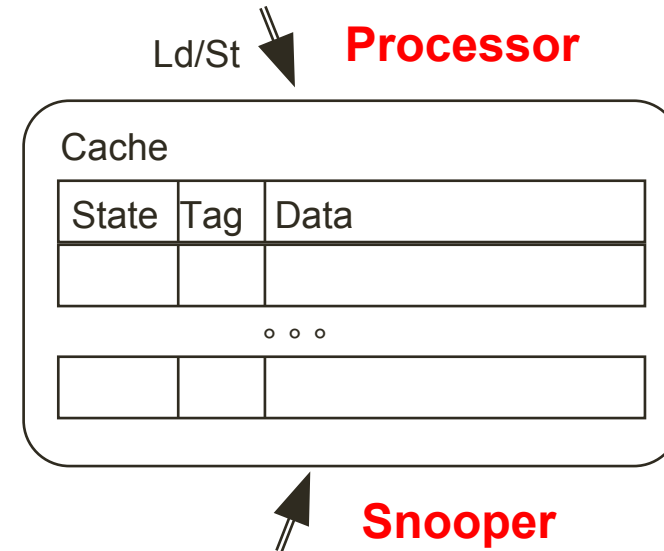 Ld/St Processor
Cache
State Tag Data
° ° °
Snooper